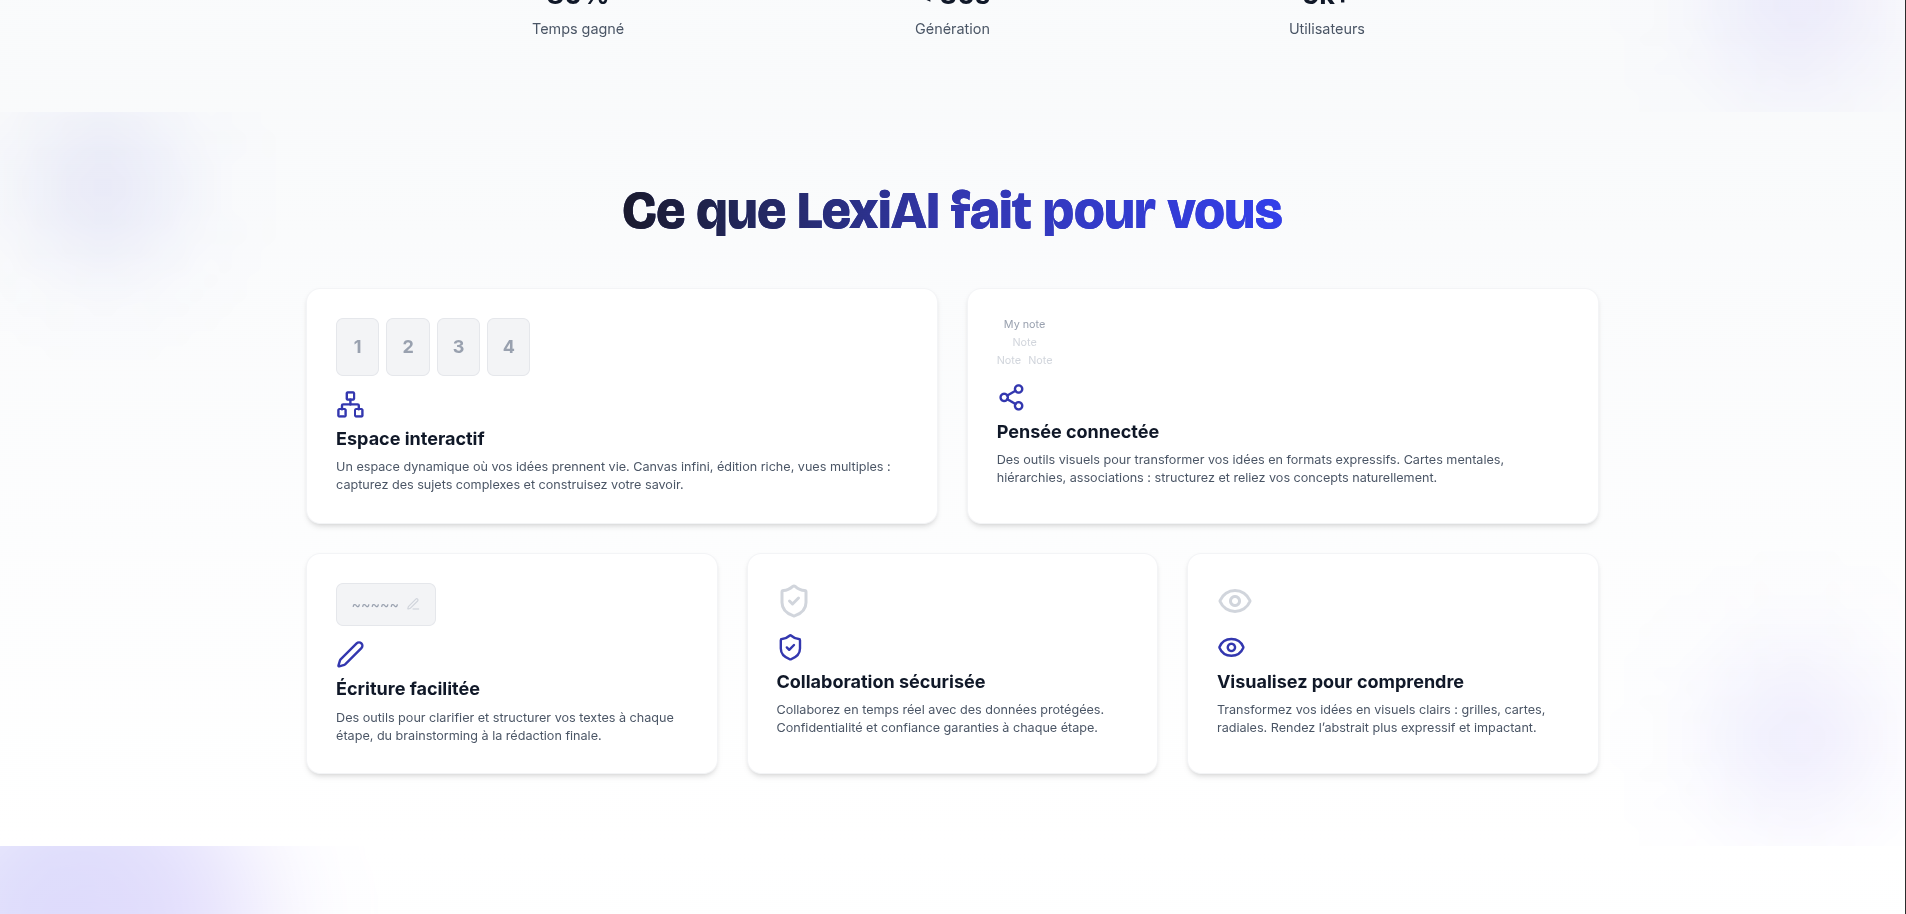 Temps gagné
Génération
Utilisateurs
Ce que LexiAI fait pour vous
1 2 3 4
Espace interactif
Un espace dynamique où vos idées prennent vie. Canvas infini, édition riche, vues multiples :
capturez des sujets complexes et construisez votre savoir.
My note
Note
Note Note
Pensée connectée
Des outils visuels pour transformer vos idées en formats expressifs. Cartes mentales,
hiérarchies, associations : structurez et reliez vos concepts naturellement.
~~~~~
Écriture facilitée
Des outils pour clarifier et structurer vos textes à chaque
étape, du brainstorming à la rédaction finale.
Collaboration sécurisée
Collaborez en temps réel avec des données protégées.
Confidentialité et confiance garanties à chaque étape.
Visualisez pour comprendre
Transformez vos idées en visuels clairs : grilles, cartes,
radiales. Rendez l’abstrait plus expressif et impactant.